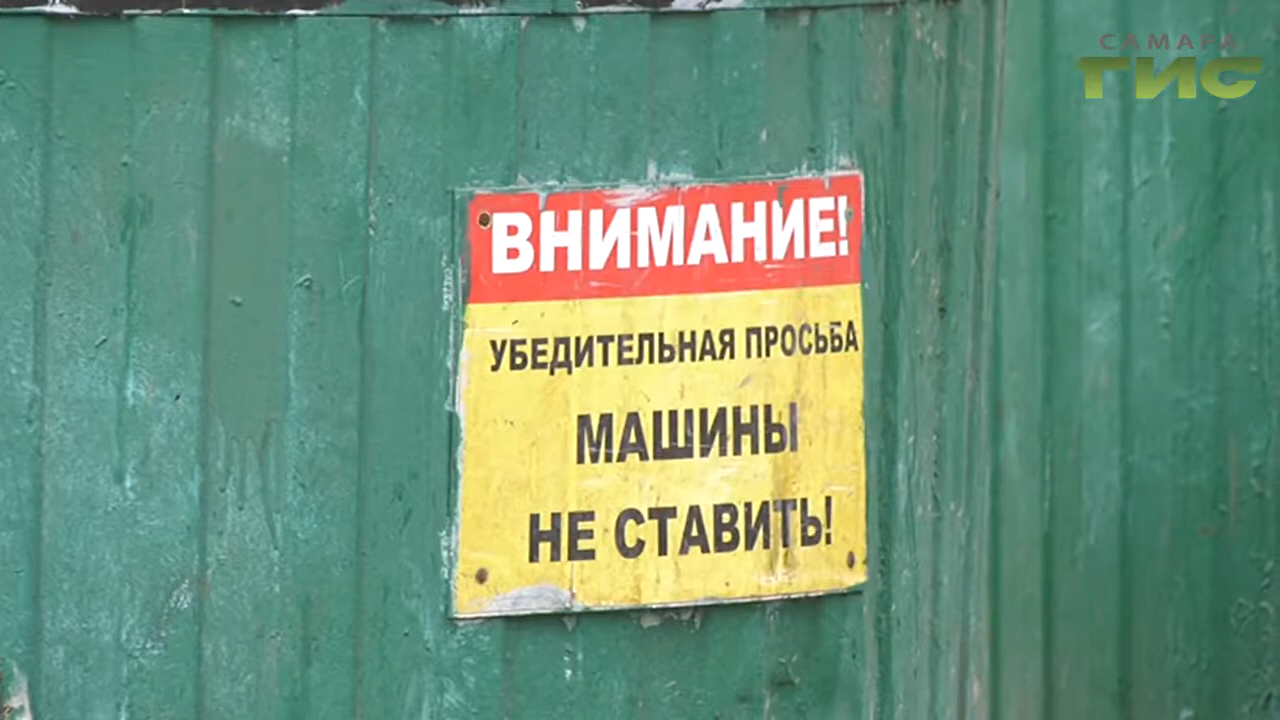 САМАРА
ГИС
ВНИМАНИЕ!
УБЕДИТЕЛЬНАЯ ПРОСЬБА
МАШИНЫ
НЕ СТАВИТЬ!